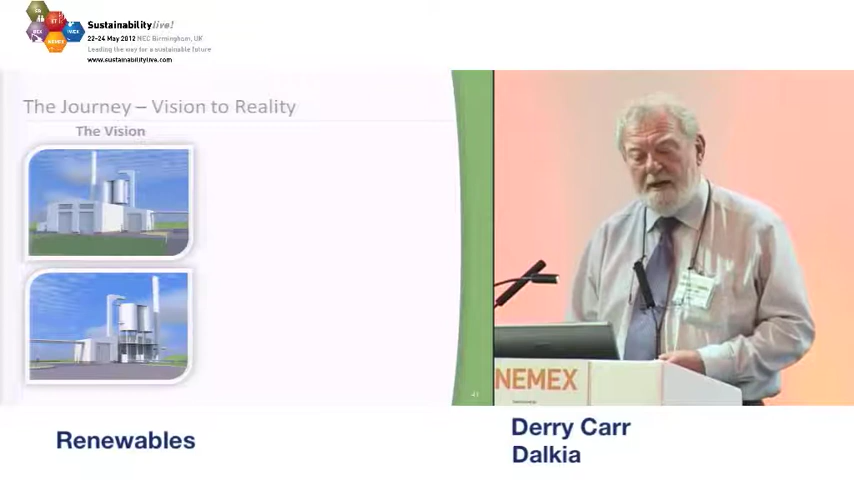 Sustainabilitylive!
22-24 May 2012 NEC Birmingham, UK
Leading the way for a sustainable future
www.sustainabilitylive.com
The Journey – Vision to Reality
The Vision
NEMEX
Renewables
Derry Carr
Dalkia